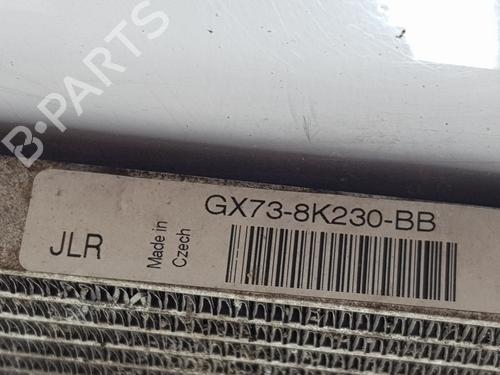 B-Parts
GX73-8K230-BB
JLR
Made in
Czech